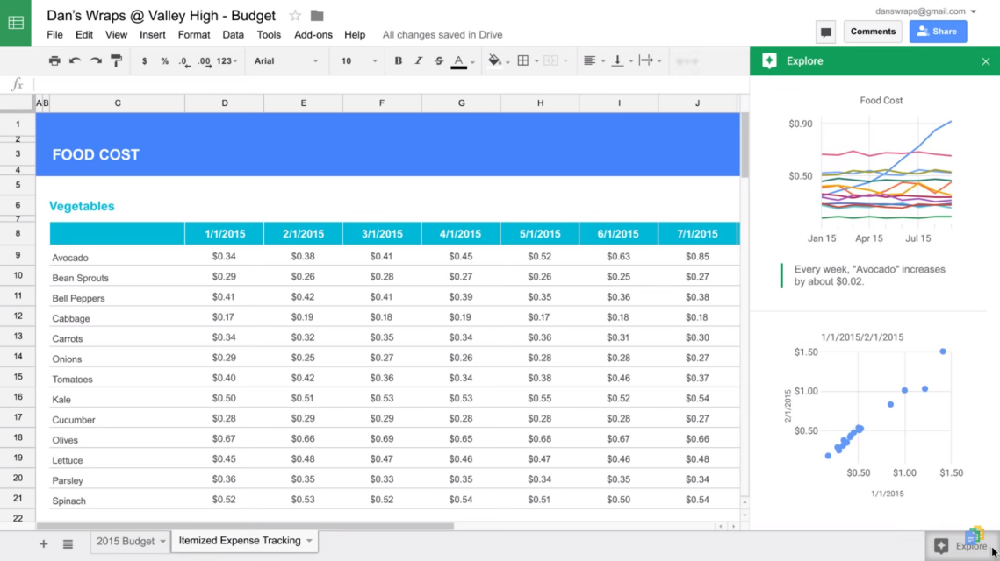 Dan's Wraps @ Valley High - Budget
danswraps@gmail.com
File Edit View Insert Format Data Tools Add-ons Help All changes saved in Drive
Comments Share
$ % .0 .00 123 Arial 10 B I S A
Explore
fx
A B C D E F G H I J
1
2
3 FOOD COST
4
5
6 Vegetables
7
8 1/1/2015 2/1/2015 3/1/2015 4/1/2015 5/1/2015 6/1/2015 7/1/2015
9 Avocado $0.34 $0.38 $0.41 $0.45 $0.52 $0.63 $0.85
10 Bean Sprouts $0.29 $0.26 $0.28 $0.27 $0.26 $0.25 $0.27
11 Bell Peppers $0.41 $0.42 $0.41 $0.39 $0.35 $0.36 $0.38
12 Cabbage $0.17 $0.19 $0.18 $0.19 $0.17 $0.18 $0.18
13 Carrots $0.34 $0.32 $0.35 $0.34 $0.36 $0.31 $0.30
14 Onions $0.29 $0.25 $0.27 $0.26 $0.28 $0.28 $0.27
15 Tomatoes $0.40 $0.42 $0.36 $0.34 $0.38 $0.46 $0.37
16 Kale $0.50 $0.51 $0.53 $0.53 $0.55 $0.52 $0.54
17 Cucumber $0.28 $0.29 $0.29 $0.28 $0.28 $0.28 $0.27
18 Olives $0.67 $0.66 $0.69 $0.65 $0.68 $0.67 $0.66
19 Lettuce $0.45 $0.48 $0.47 $0.46 $0.47 $0.46 $0.48
20 Parsley $0.36 $0.35 $0.33 $0.35 $0.34 $0.35 $0.34
21 Spinach $0.52 $0.53 $0.52 $0.54 $0.51 $0.50 $0.54
22
Food Cost
$0.90
$0.50
Jan 15 Apr 15 Jul 15
Every week, "Avocado" increases
by about $0.02.
1/1/2015/2/1/2015
$1.50
$1.00
2/1/2015
$0.50
$0.50 $1.00 $1.50
1/1/2015
2015 Budget Itemized Expense Tracking
Explore